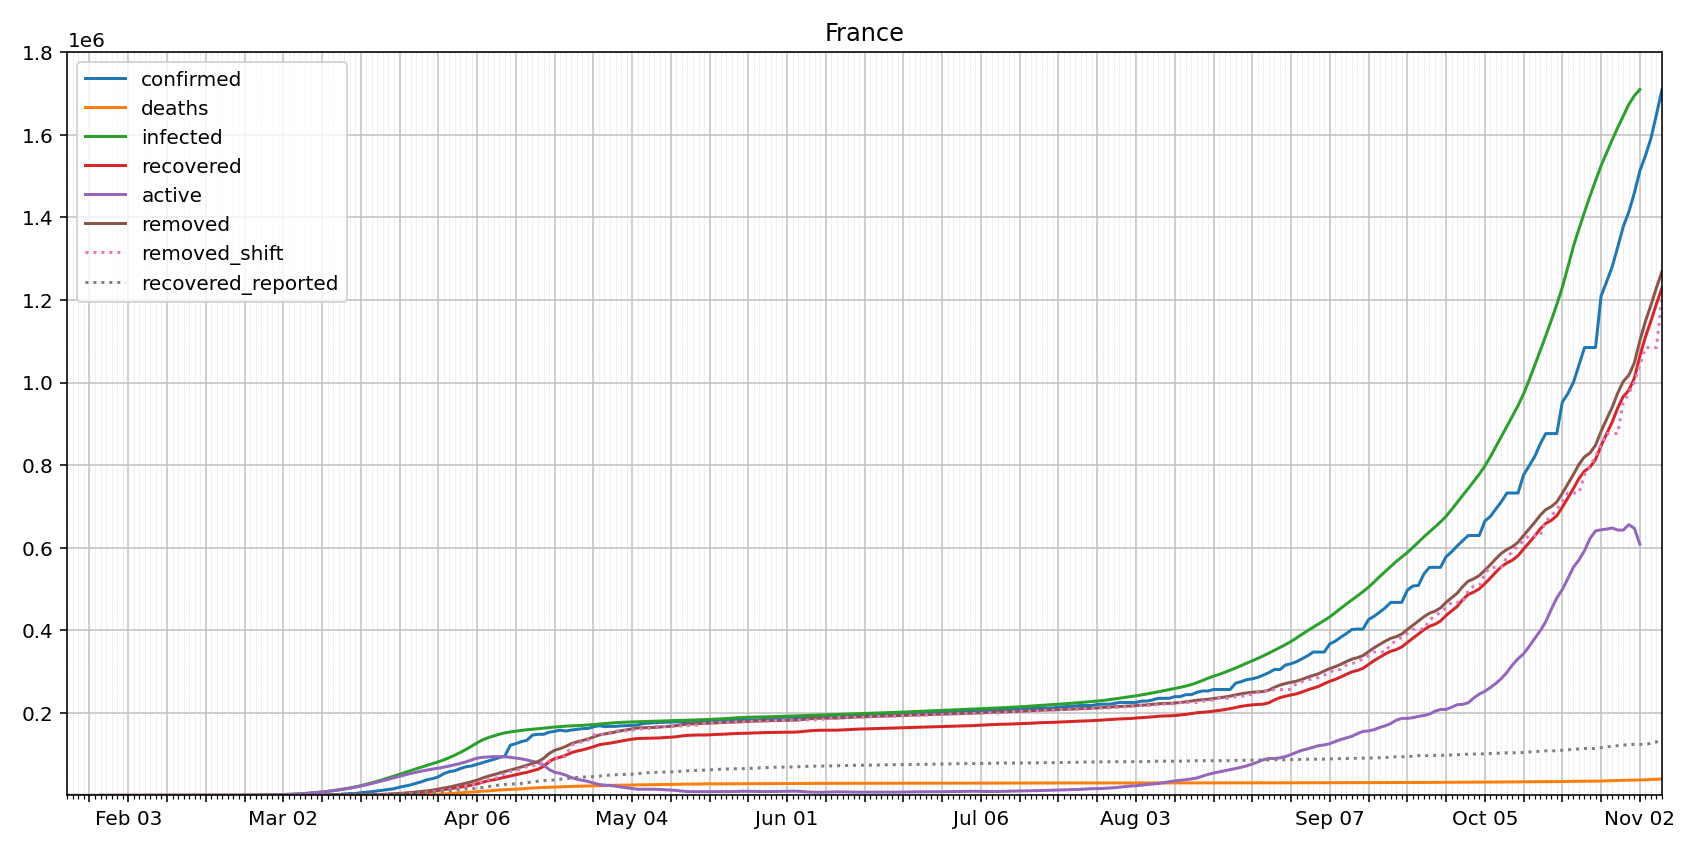 France
1e6
1.8
1.6
1.4
1.2
1.0
0.8
0.6
0.4
0.2
confirmed
deaths
infected
recovered
active
removed
removed_shift
recovered_reported
Feb 03 Mar 02 Apr 06 May 04 Jun 01 Jul 06 Aug 03 Sep 07 Oct 05 Nov 02